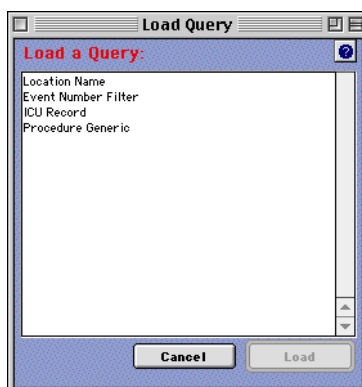 Load Query
Load a Query:
?
Location Name
Event Number Filter
ICU Record
Procedure Generic
Cancel
Load